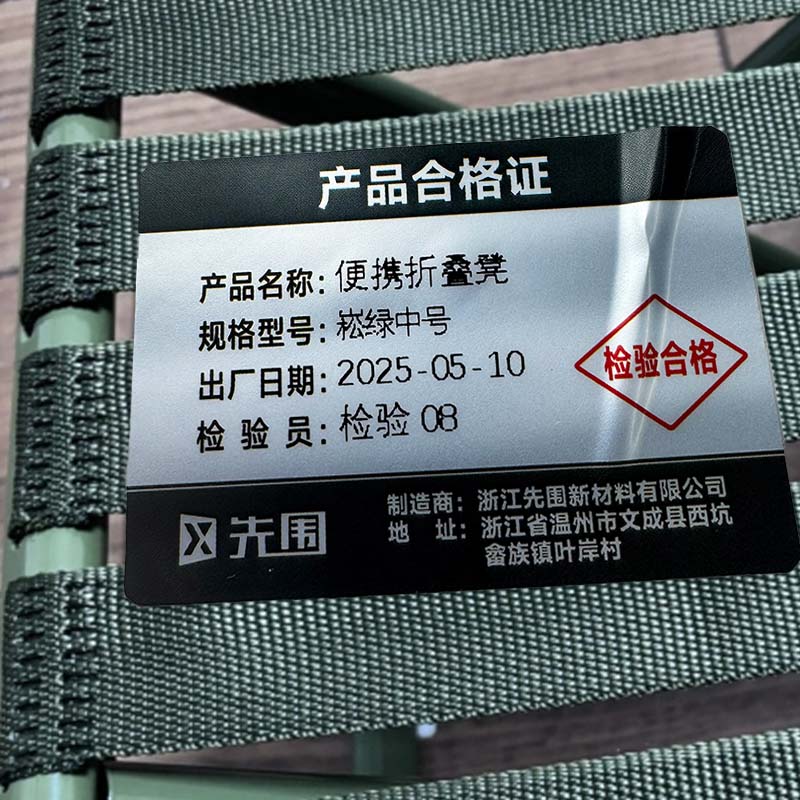 产品合格证
产品名称：便携折叠凳
规格型号：崧绿中号
出厂日期：2025-05-10
检验员：检验 08
检验合格
先围
制造商：浙江先围新材料有限公司
地 址：浙江省温州市文成县西坑
畲族镇叶岸村